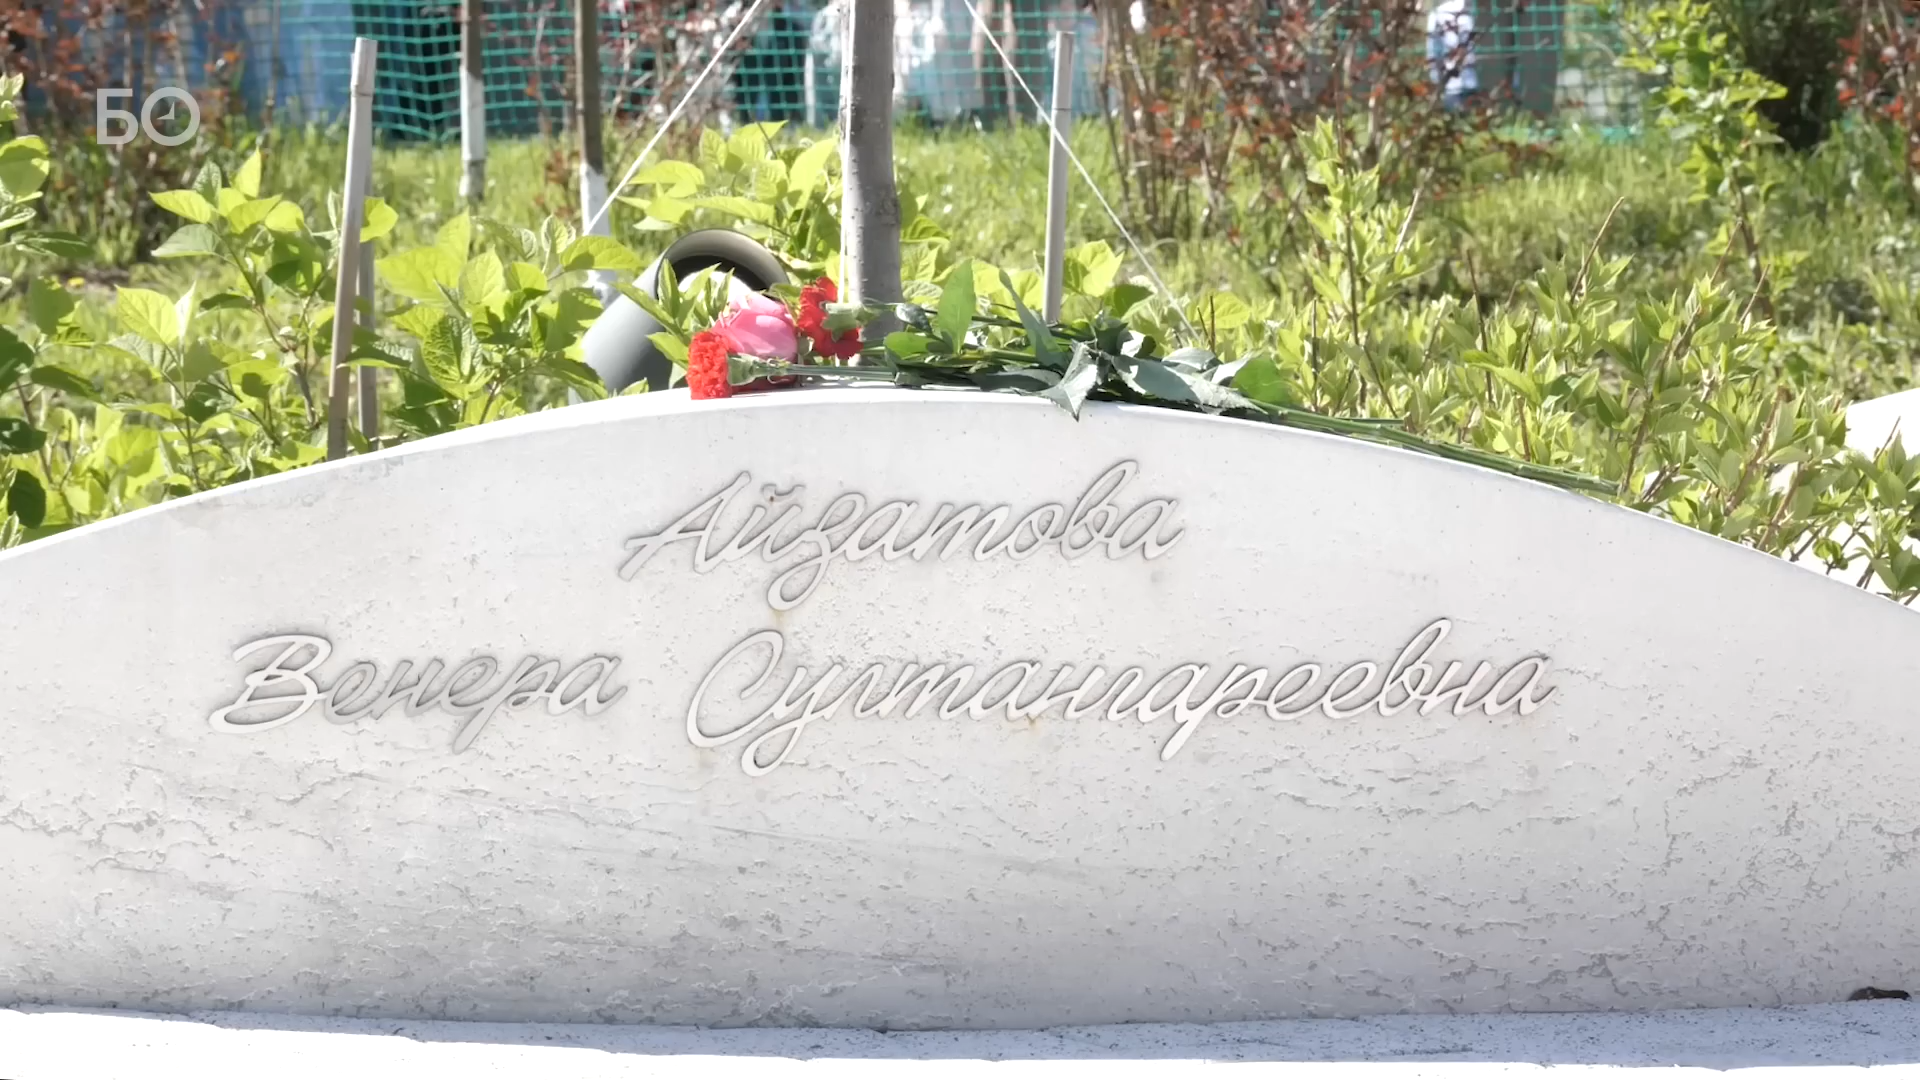 БО
Айзатова
Венера Султангареевна